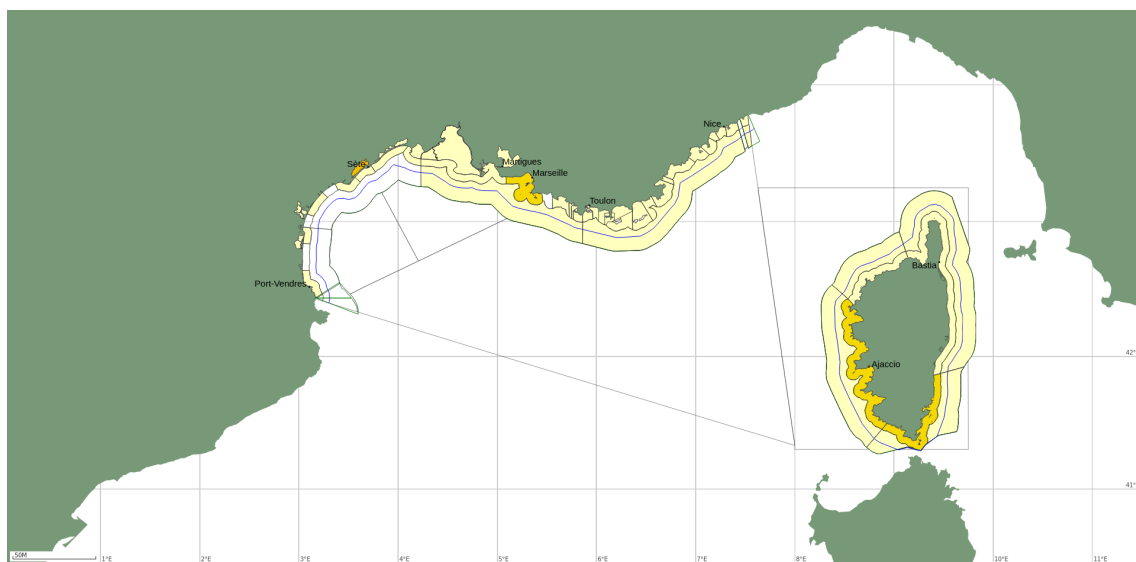 Nice
Sète
Martigues
Marseille
Toulon
Bastia
Port-Vendres
42°
Ajaccio
41°
50M
1°E
2°E
3°E
4°E
5°E
6°E
7°E
8°E
9°E
10°E
11°E